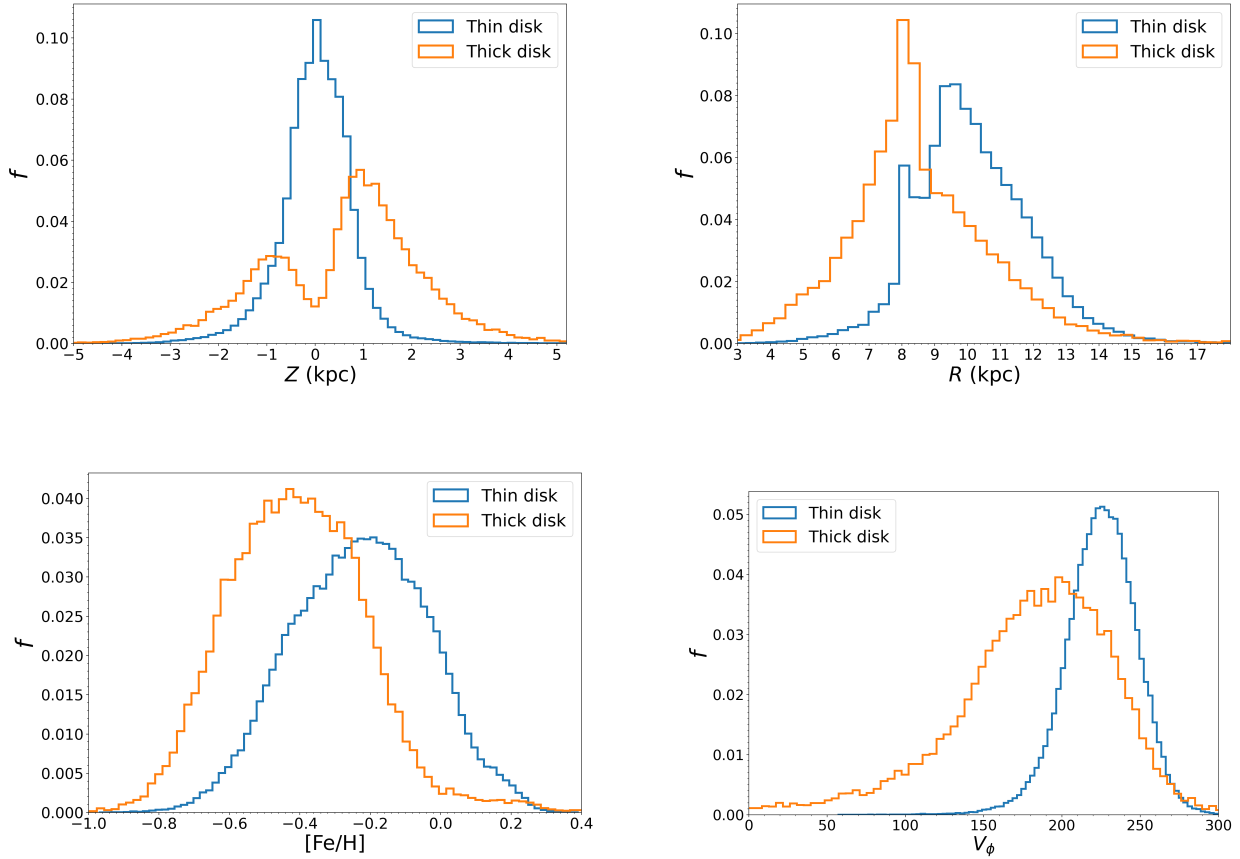 Thin disk
Thick disk
f
0.10
0.08
0.06
0.04
0.02
0.00
−5 −4 −3 −2 −1 0 1 2 3 4 5
Z (kpc)
Thin disk
Thick disk
f
0.10
0.08
0.06
0.04
0.02
0.00
3 4 5 6 7 8 9 10 11 12 13 14 15 16 17
R (kpc)
Thin disk
Thick disk
f
0.040
0.035
0.030
0.025
0.020
0.015
0.010
0.005
0.000
−1.0 −0.8 −0.6 −0.4 −0.2 0.0 0.2 0.4
[Fe/H]
Thin disk
Thick disk
f
0.05
0.04
0.03
0.02
0.01
0.00
0 50 100 150 200 250 300
Vϕ